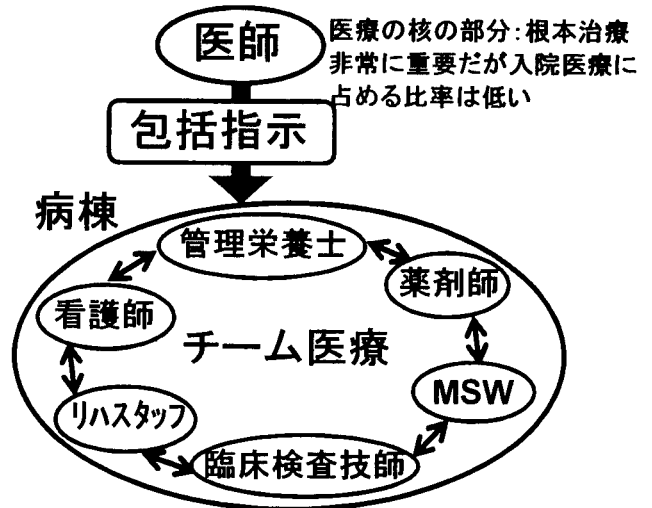 医師
医療の核の部分:根本治療
非常に重要だが入院医療に
占める比率は低い
包括指示
病棟
管理栄養士
薬剤師
看護師
チーム医療
MSW
リハスタッフ
臨床検査技師